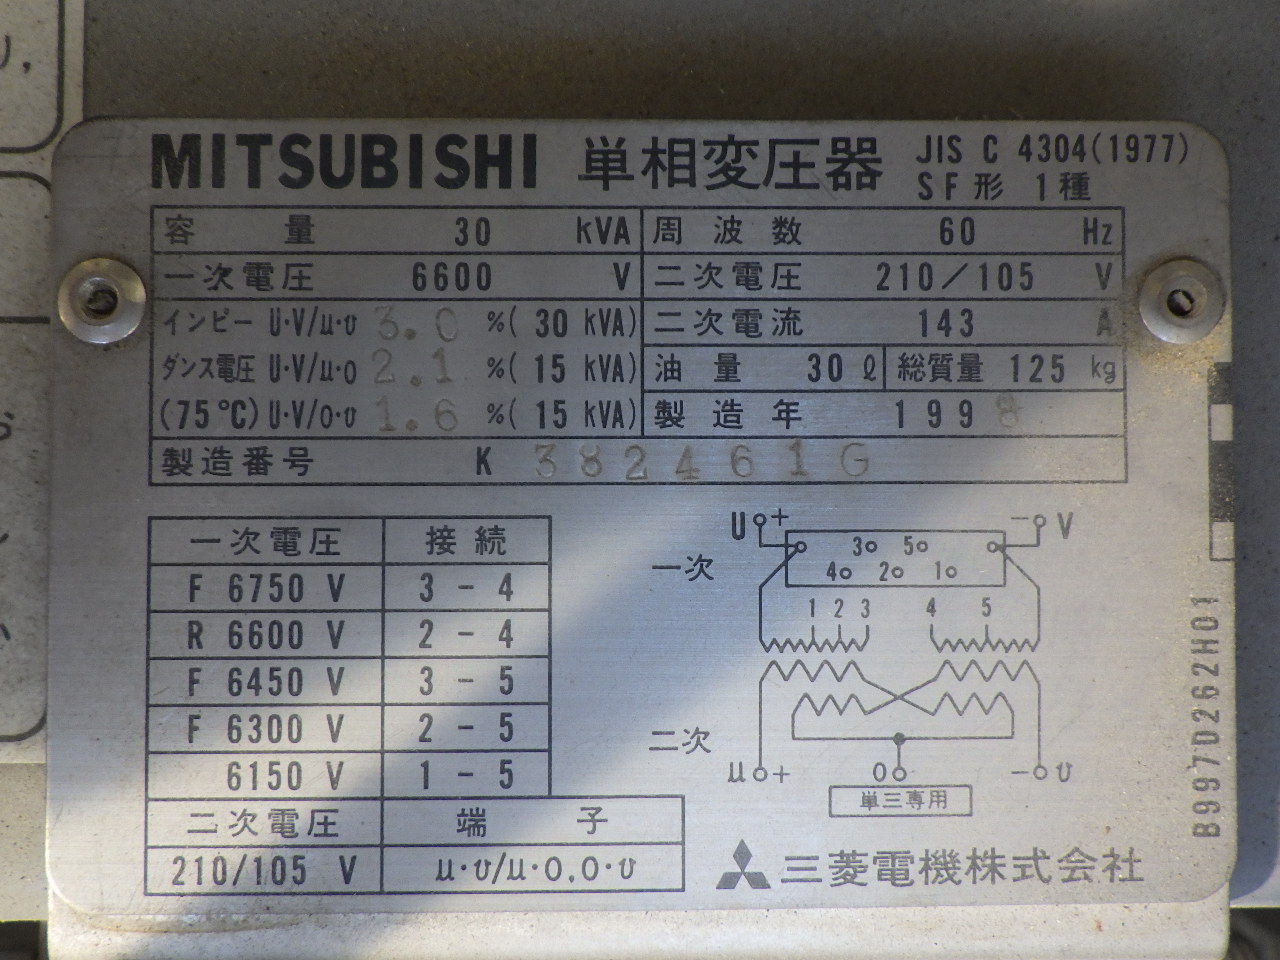 MITSUBISHI 単相変圧器 JIS C 4304(1977)
SF形 1種
容量 30 kVA 周波数 60 Hz
一次電圧 6600 V 二次電圧 210/105 V
インピー U·V/u·v 3.0 %(30 kVA) 二次電流 143 A
ダンス電圧 U·V/u·o 2.1 %(15 kVA) 油量 30 ℓ 総質量 125 kg
(75℃) U·V/o·v 1.6 %(15 kVA) 製造年 1998
製造番号 K 382461G
一次電圧 接続
F 6750 V 3 - 4
R 6600 V 2 - 4
F 6450 V 3 - 5
F 6300 V 2 - 5
6150 V 1 - 5
二次電圧 端子
210/105 V u·v/u·o,o·v
U + - V
一次
3 5
4 2 1
1 2 3 4 5
二次
u + O - v
単三専用
三菱電機株式会社
B997D262H01